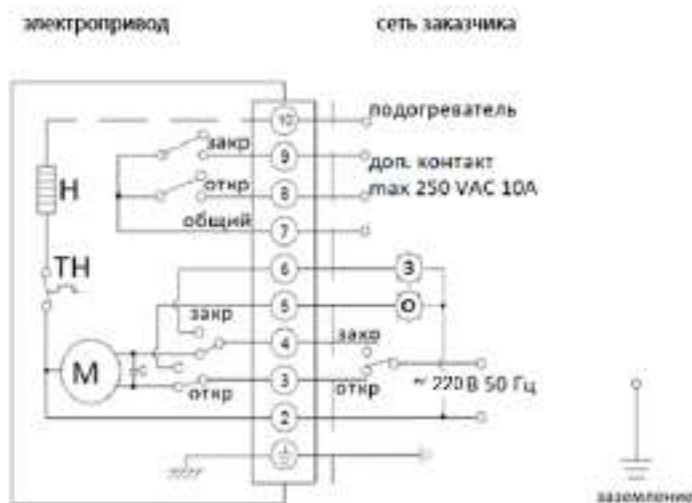 электропривод
сеть заказчика
10
подогреватель
закр
9
доп. контакт
откр
8
max 250 VAC 10A
общий
7
H
6
З
TH
5
О
закр
4
закр
M
3
откр
откр
~ 220 В 50 Гц
2
заземление